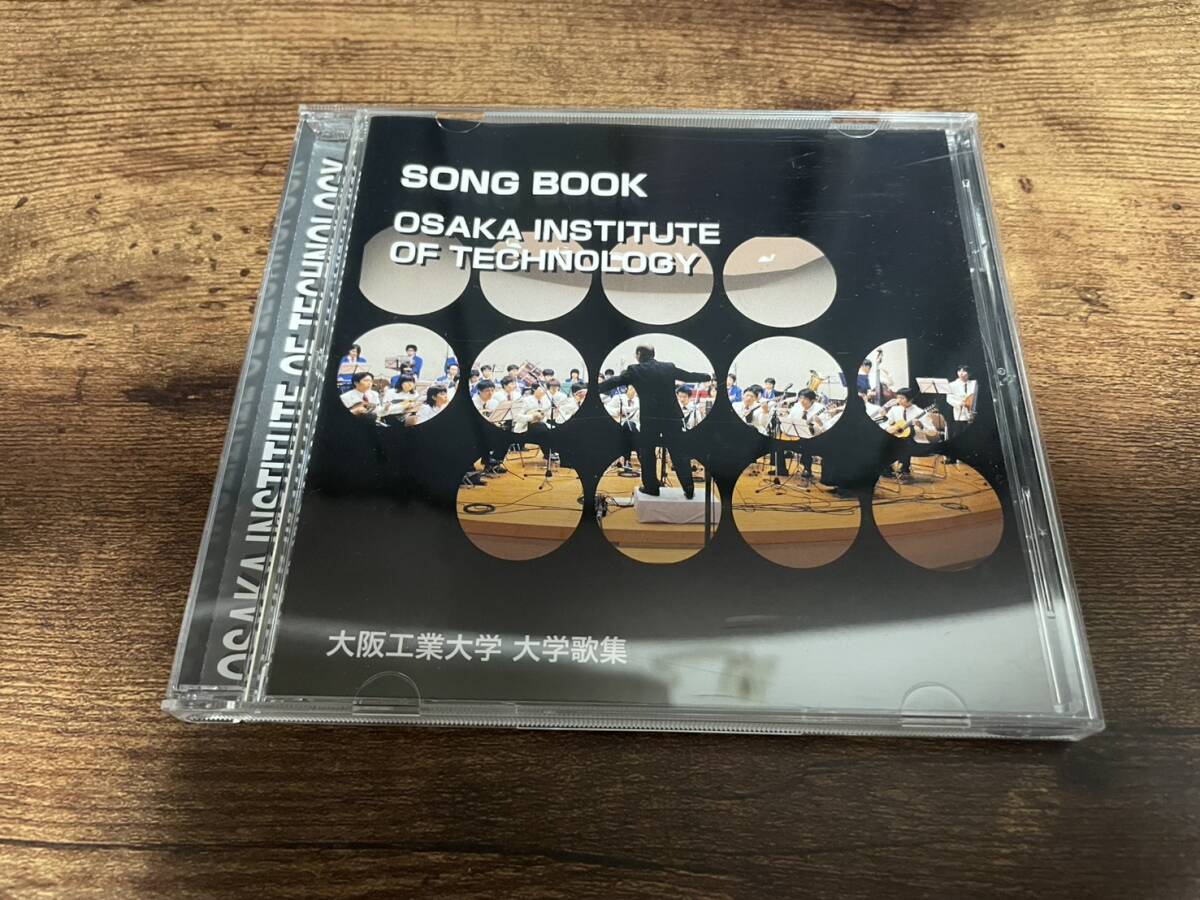 SONG BOOK
OSAKA INSTITUTE
OF TECHNOLOGY
大阪工業大学 大学歌集
OSAKA INSTITUTE OF TECHNOLOGY